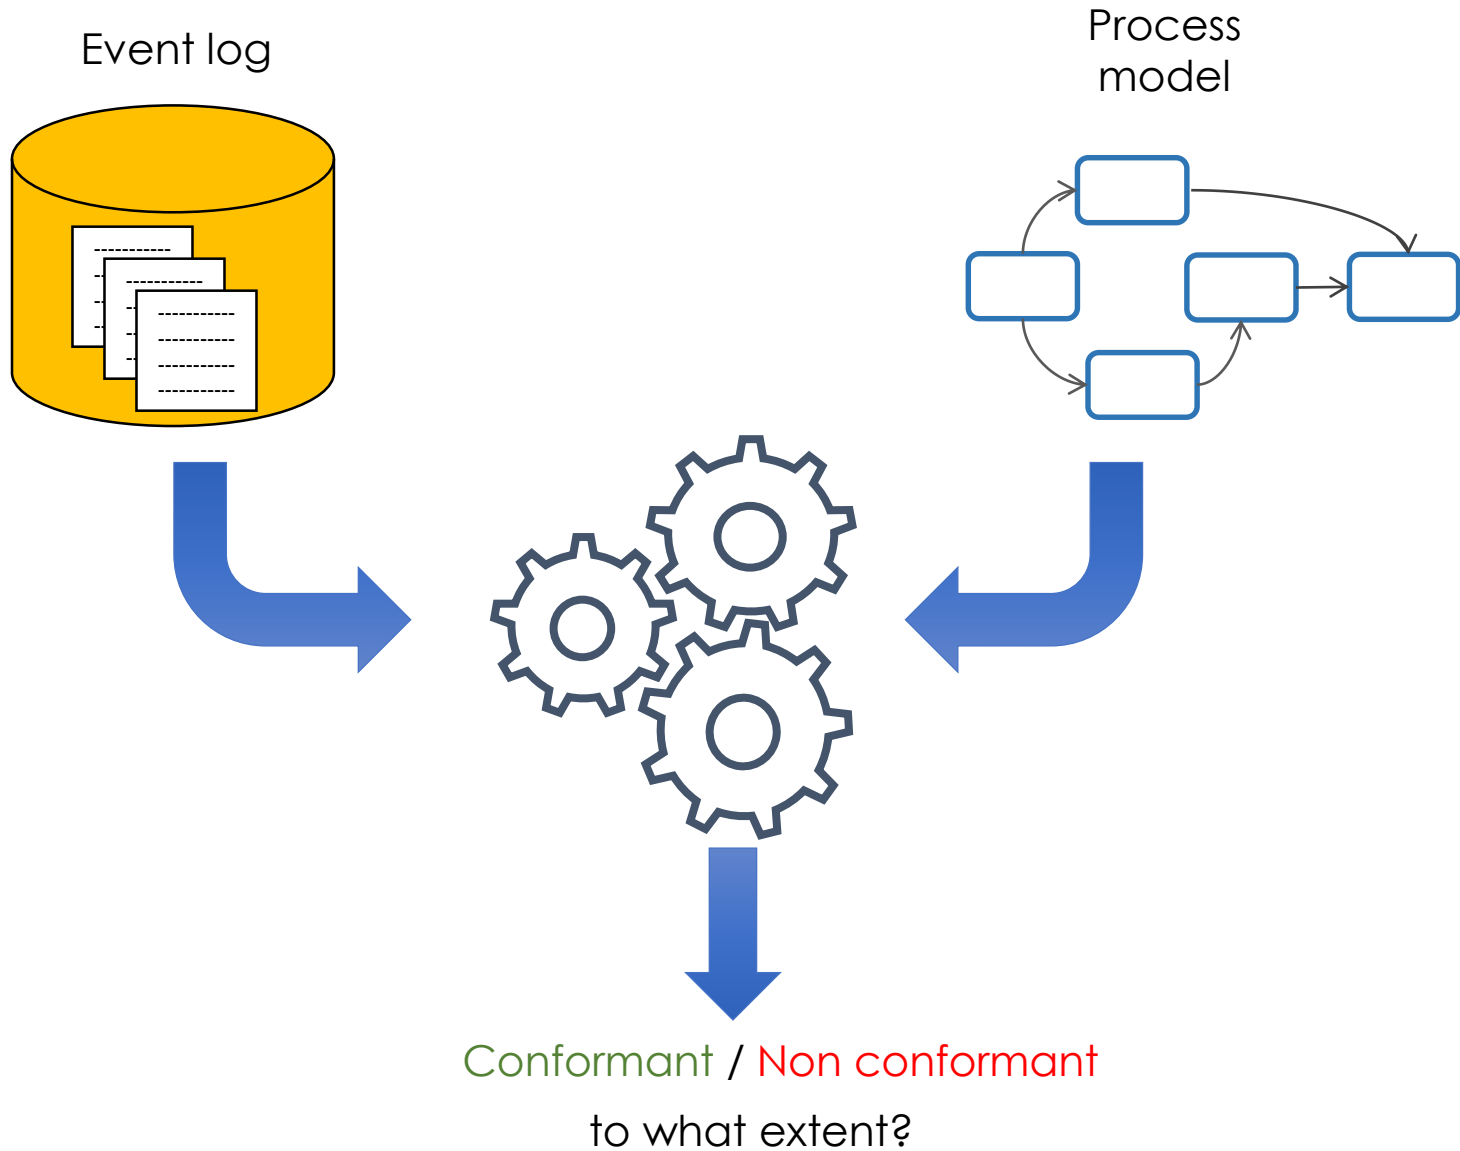 Event log
Process
model
Conformant / Non conformant
to what extent?